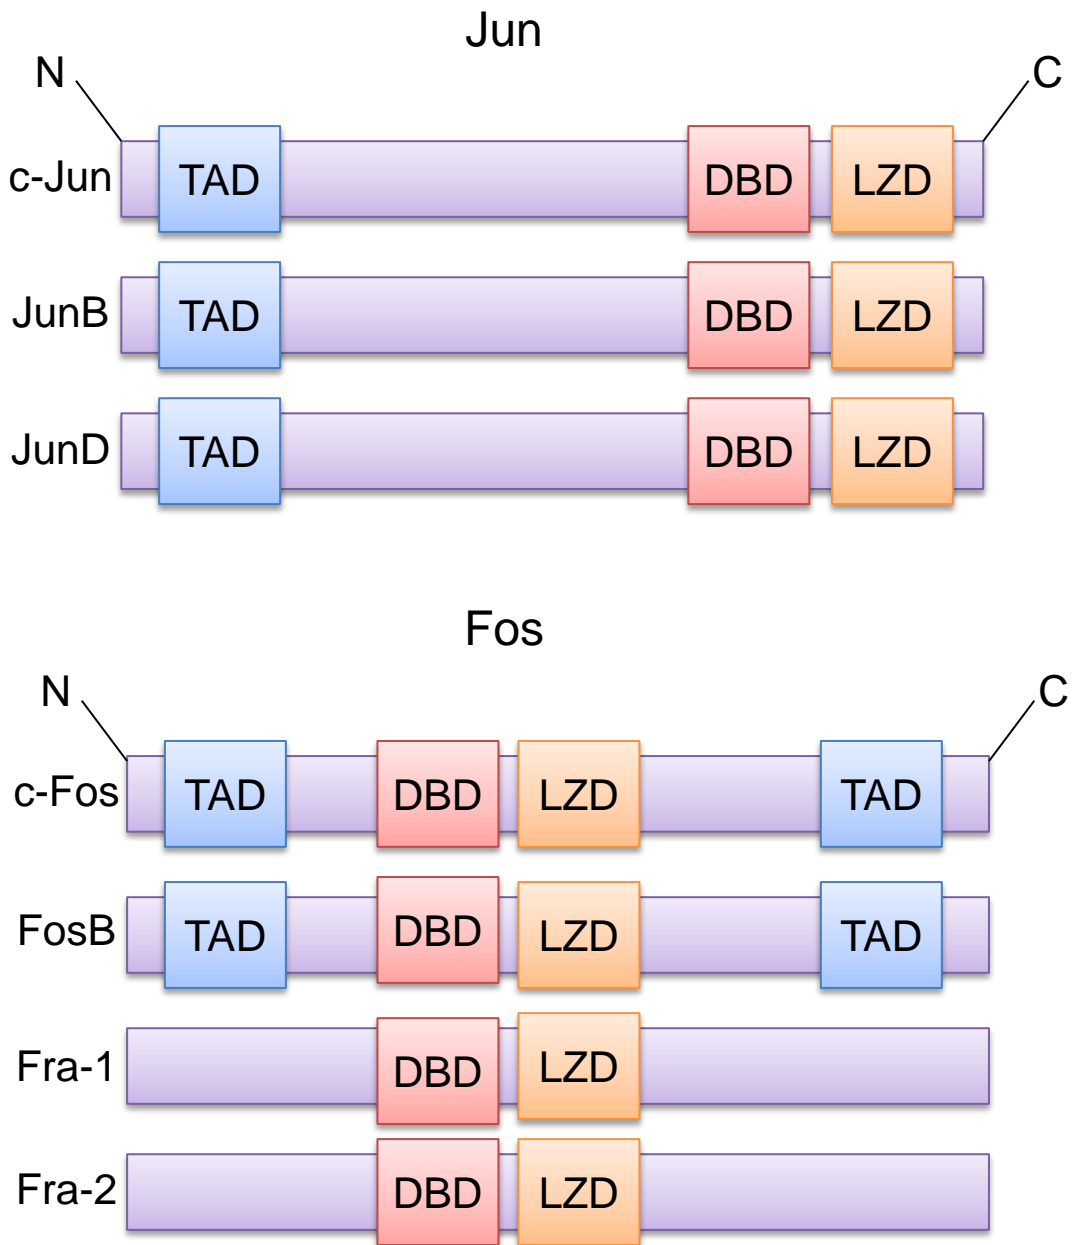 Jun
N C
c-Jun TAD DBD LZD
JunB TAD DBD LZD
JunD TAD DBD LZD
Fos
N C
c-Fos TAD DBD LZD TAD
FosB TAD DBD LZD TAD
Fra-1 DBD LZD
Fra-2 DBD LZD